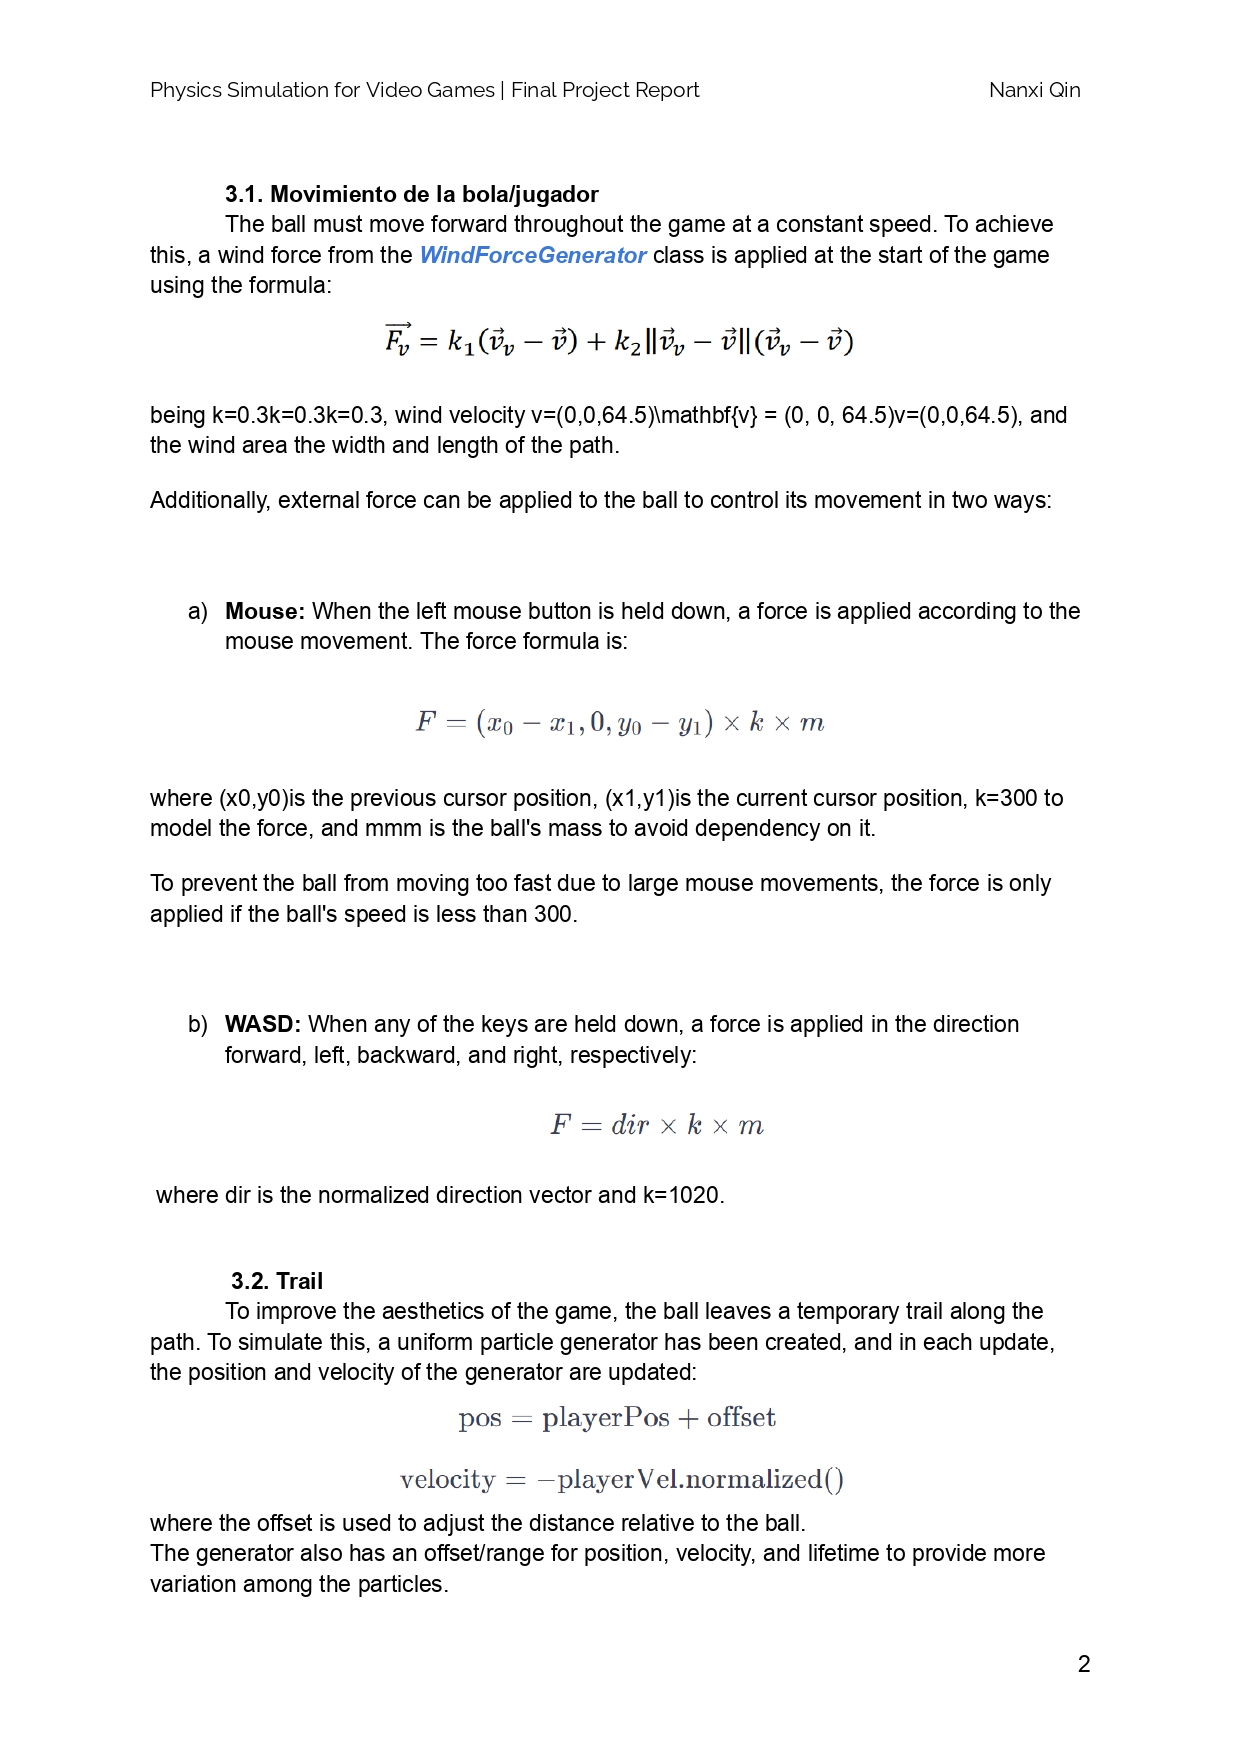 Physics Simulation for Video Games | Final Project Report Nanxi Qin
3.1. Movimiento de la bola/jugador
The ball must move forward throughout the game at a constant speed. To achieve
this, a wind force from the WindForceGenerator class is applied at the start of the game
using the formula:
$\overrightarrow{F_v} = k_1(\vec{v}_v - \vec{v}) + k_2\|\vec{v}_v - \vec{v}\|(\vec{v}_v - \vec{v})$
being k=0.3k=0.3k=0.3, wind velocity v=(0,0,64.5)\mathbf{v} = (0, 0, 64.5)v=(0,0,64.5), and
the wind area the width and length of the path.
Additionally, external force can be applied to the ball to control its movement in two ways:
a) Mouse: When the left mouse button is held down, a force is applied according to the
mouse movement. The force formula is:
$F = (x_0 - x_1, 0, y_0 - y_1) \times k \times m$
where (x0,y0)is the previous cursor position, (x1,y1)is the current cursor position, k=300 to
model the force, and mmm is the ball's mass to avoid dependency on it.
To prevent the ball from moving too fast due to large mouse movements, the force is only
applied if the ball's speed is less than 300.
b) WASD: When any of the keys are held down, a force is applied in the direction
forward, left, backward, and right, respectively:
$F = dir \times k \times m$
where dir is the normalized direction vector and k=1020.
3.2. Trail
To improve the aesthetics of the game, the ball leaves a temporary trail along the
path. To simulate this, a uniform particle generator has been created, and in each update,
the position and velocity of the generator are updated:
pos = playerPos + offset
velocity = −playerVel.normalized()
where the offset is used to adjust the distance relative to the ball.
The generator also has an offset/range for position, velocity, and lifetime to provide more
variation among the particles.
2